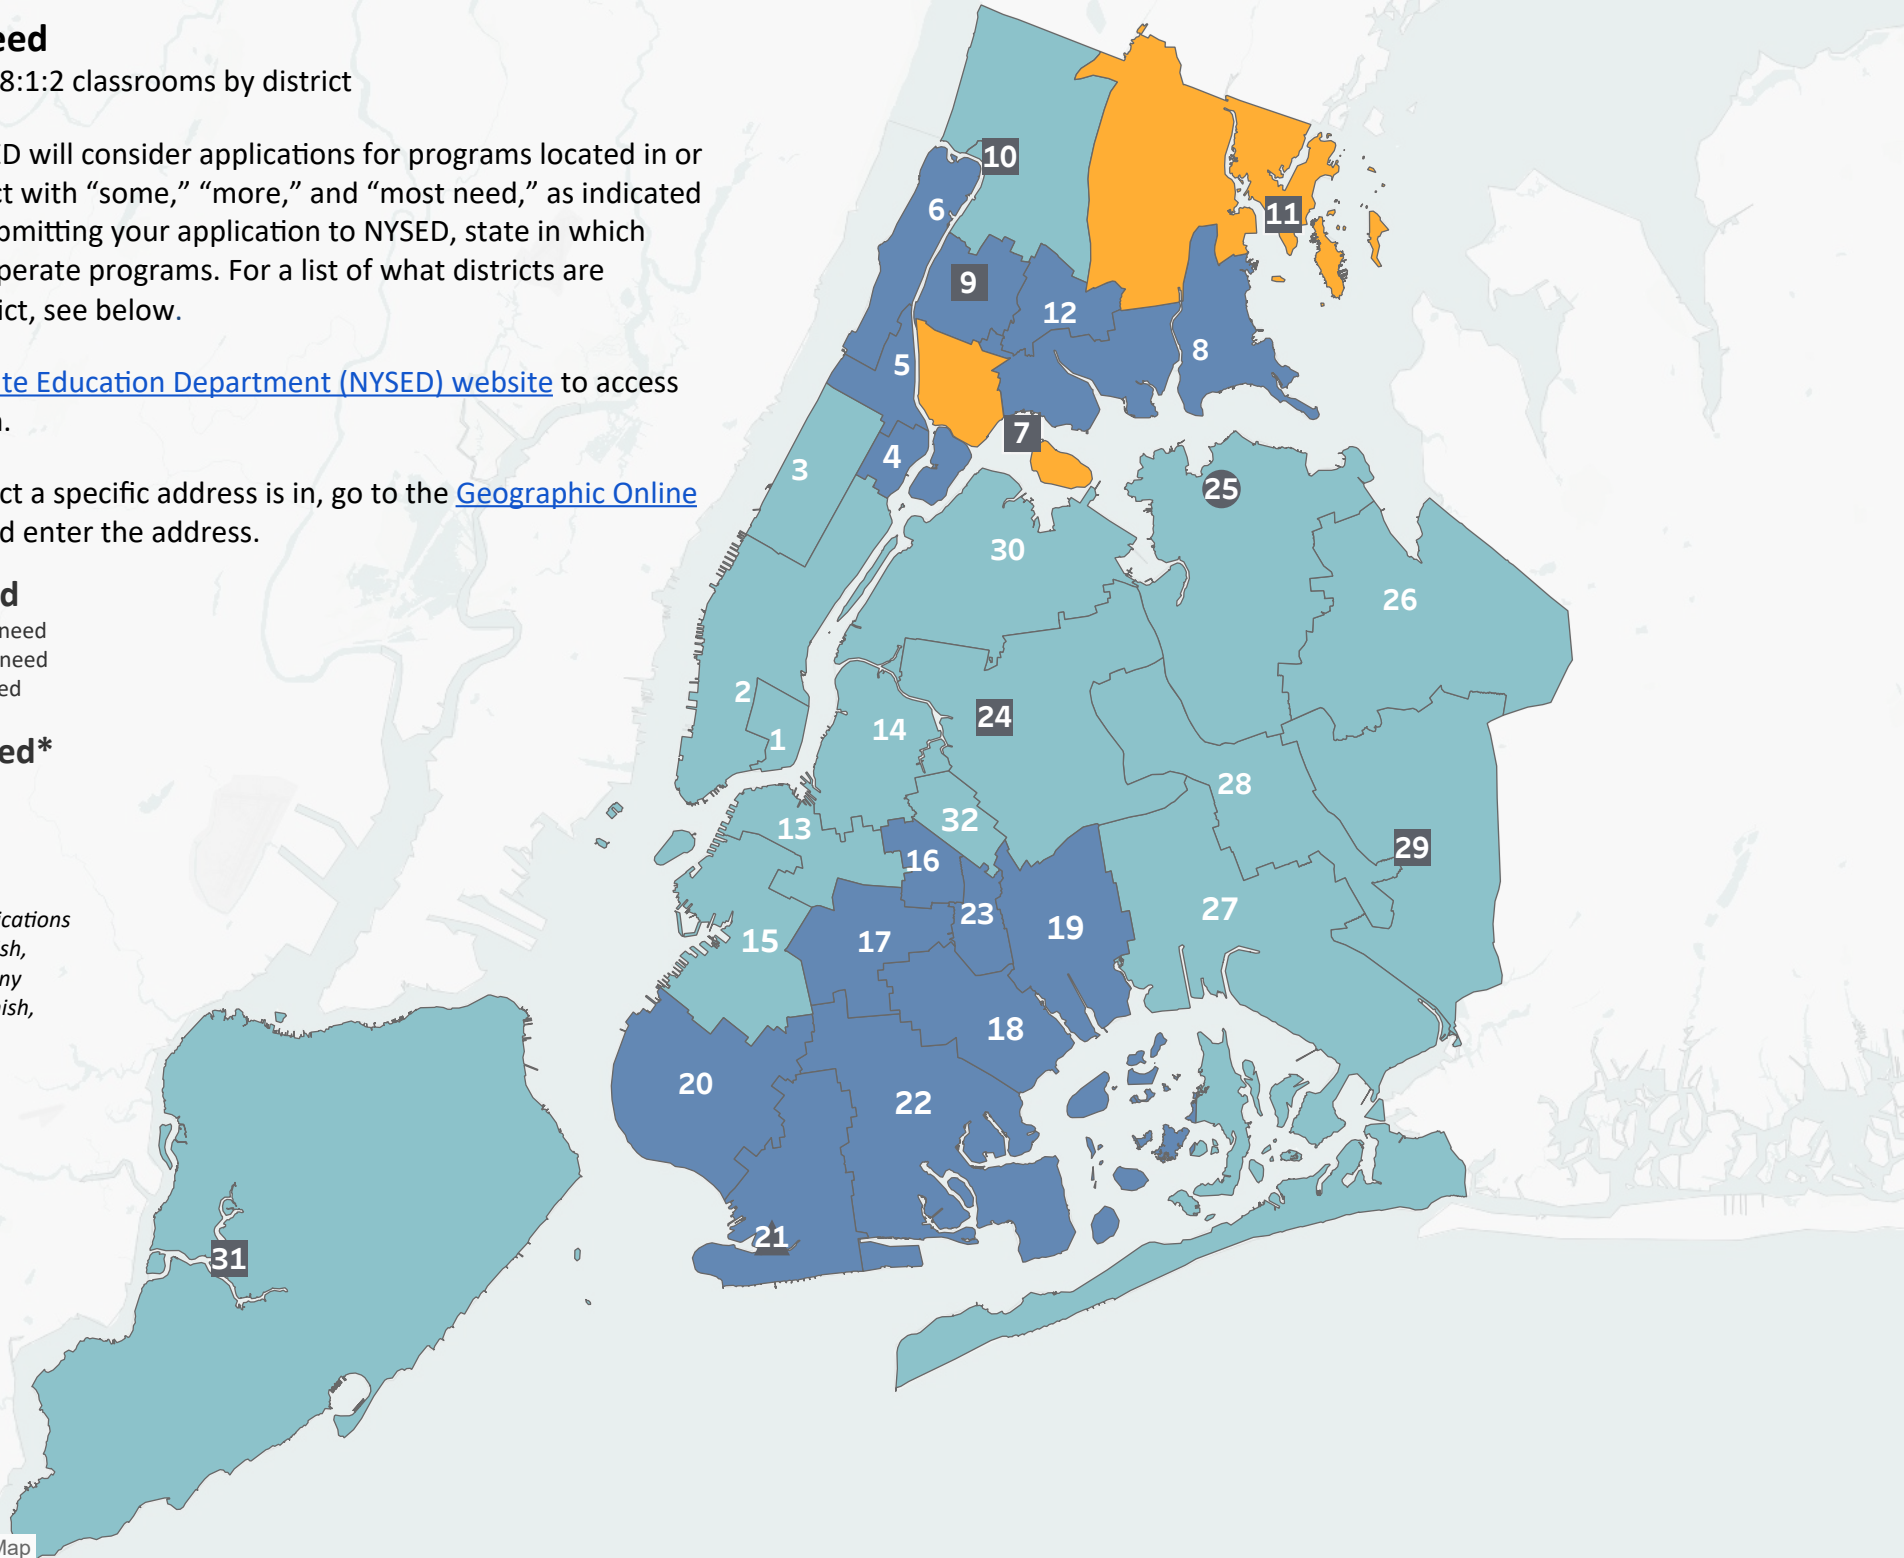 eed
8:1:2 classrooms by district
ED will consider applications for programs located in or
ct with “some,” “more,” and “most need,” as indicated
bmitting your application to NYSED, state in which
perate programs. For a list of what districts are
ict, see below.
te Education Department (NYSED) website to access
n.
ct a specific address is in, go to the Geographic Online
d enter the address.
d
need
need
ed
ed*
ications
sh,
ny
nish,
10
6
11
9
12
5
8
7
4
3
25
30
26
2
24
14
1
28
13
32
29
16
27
23
19
15
17
18
20
22
21
31
Map